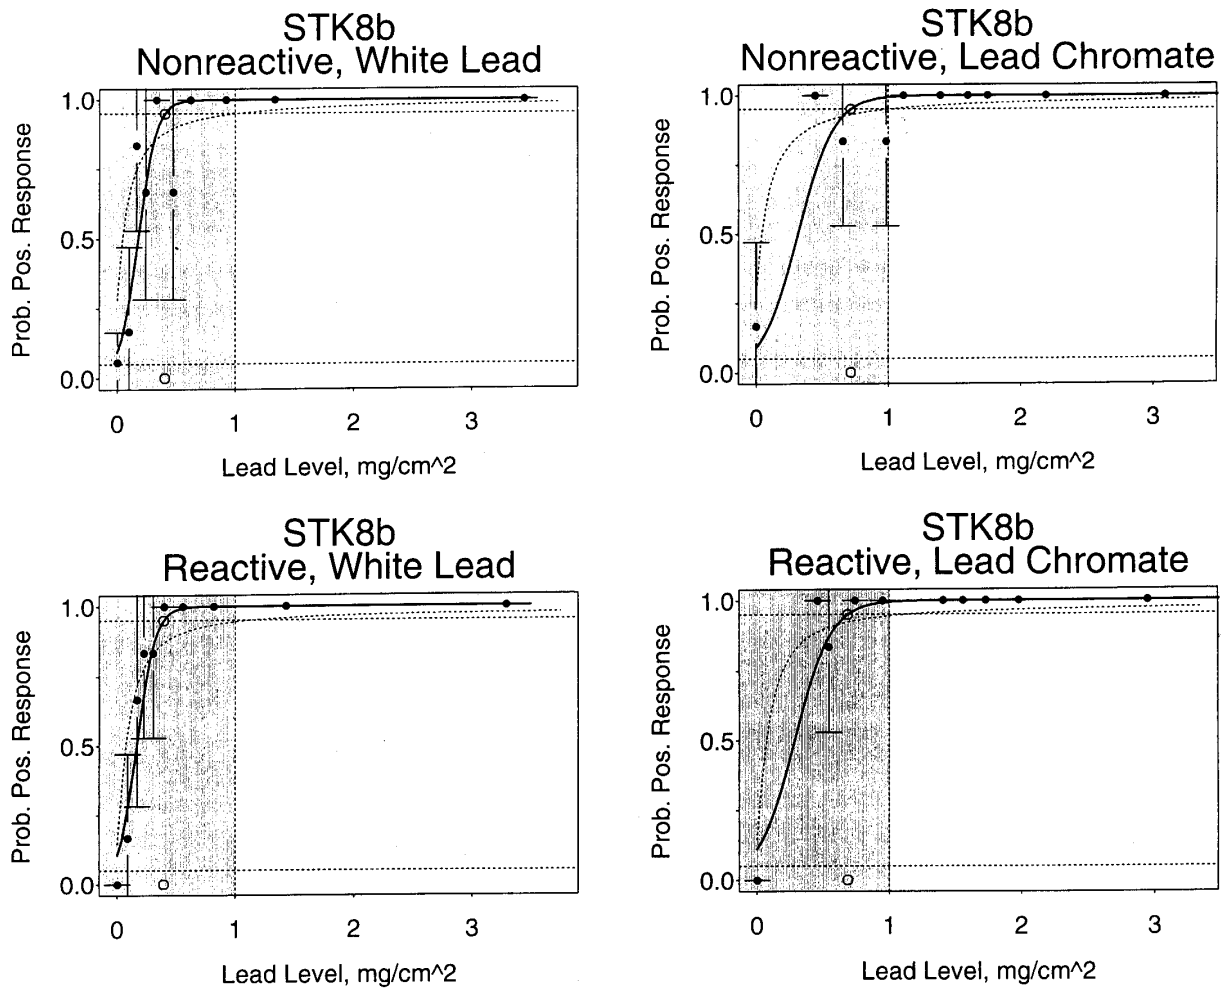 STK8b
Nonreactive, White Lead
Prob. Pos. Response
1.0
0.5
0.0
0 1 2 3
Lead Level, mg/cm^2
STK8b
Nonreactive, Lead Chromate
Prob. Pos. Response
1.0
0.5
0.0
0 1 2 3
Lead Level, mg/cm^2
STK8b
Reactive, White Lead
Prob. Pos. Response
1.0
0.5
0.0
0 1 2 3
Lead Level, mg/cm^2
STK8b
Reactive, Lead Chromate
Prob. Pos. Response
1.0
0.5
0.0
0 1 2 3
Lead Level, mg/cm^2